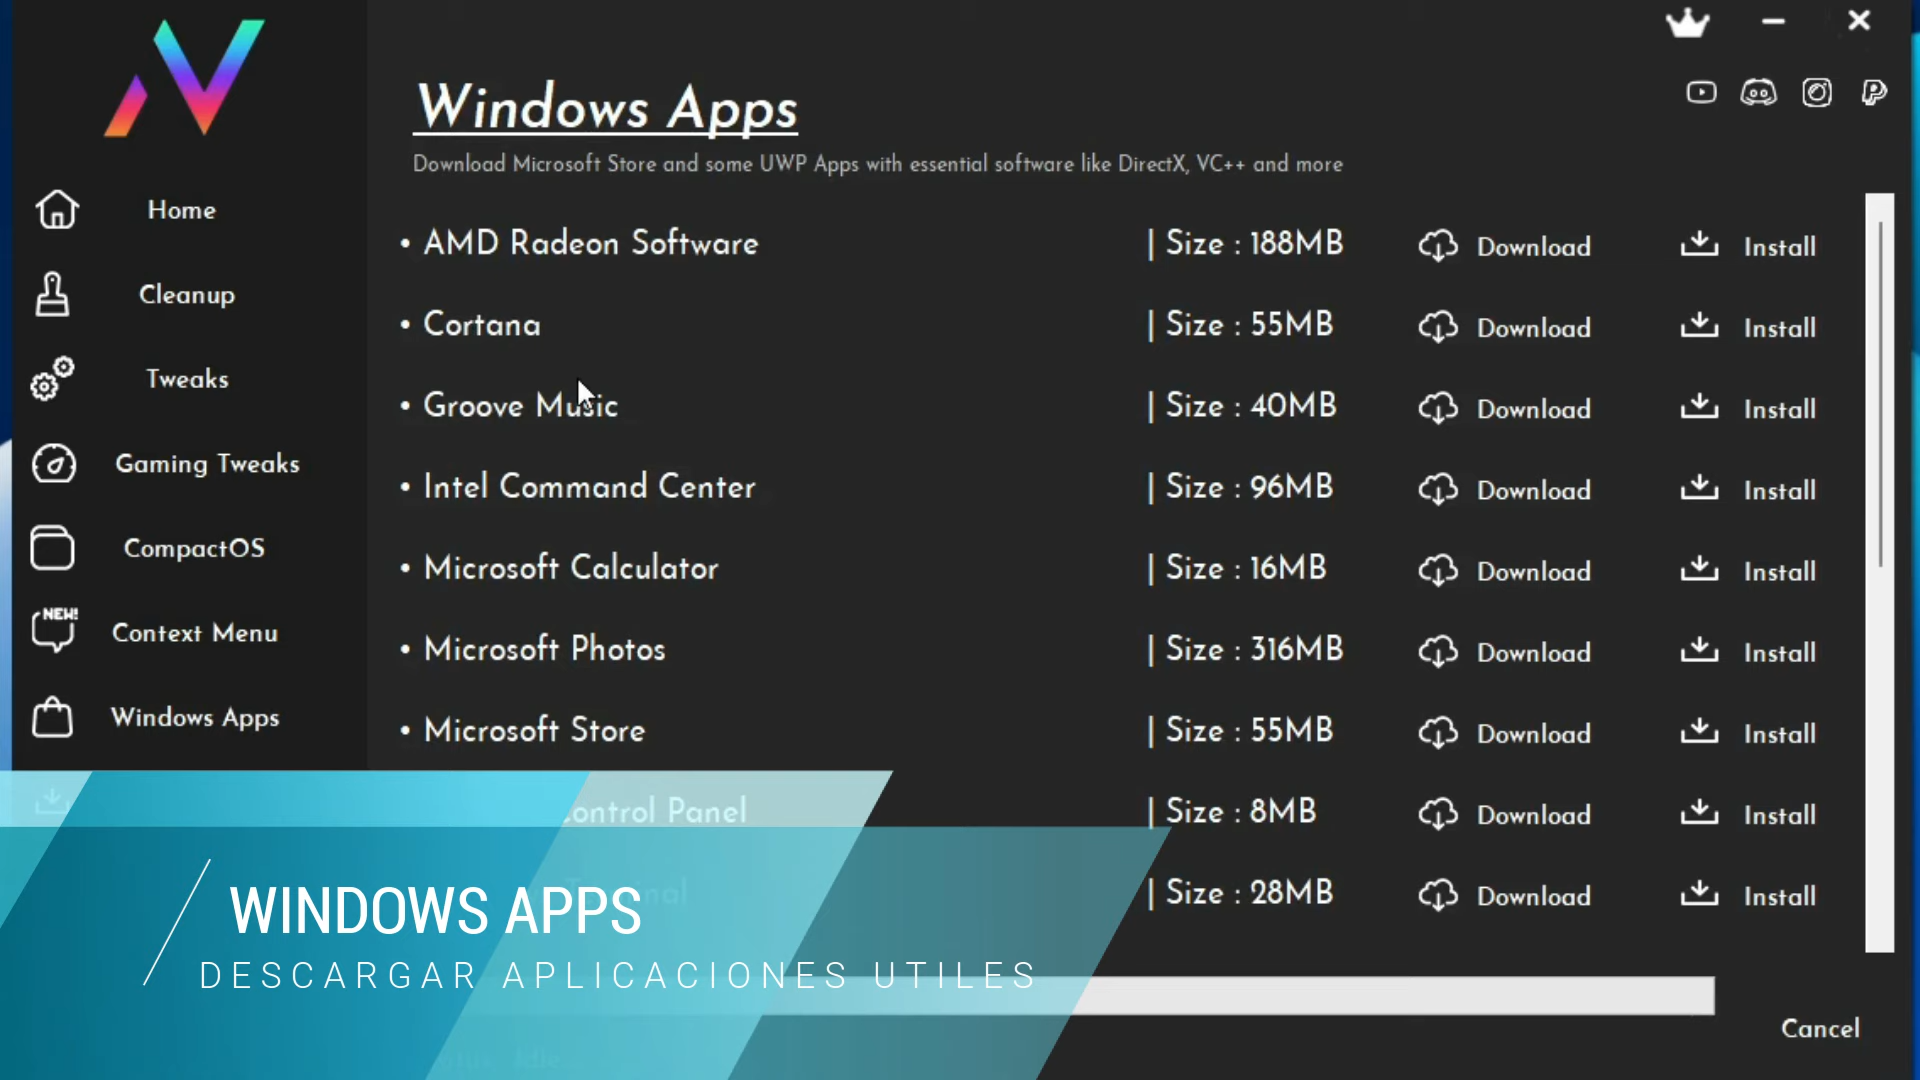 Windows Apps
Download Microsoft Store and some UWP Apps with essential software like DirectX, VC++ and more
Home
Cleanup
Tweaks
Gaming Tweaks
CompactOS
NEW!
Context Menu
Windows Apps
• AMD Radeon Software | Size : 188MB Download Install
• Cortana | Size : 55MB Download Install
• Groove Music | Size : 40MB Download Install
• Intel Command Center | Size : 96MB Download Install
• Microsoft Calculator | Size : 16MB Download Install
• Microsoft Photos | Size : 316MB Download Install
• Microsoft Store | Size : 55MB Download Install
Control Panel | Size : 8MB Download Install
Terminal | Size : 28MB Download Install
WINDOWS APPS
DESCARGAR APLICACIONES UTILES
Idle
Cancel